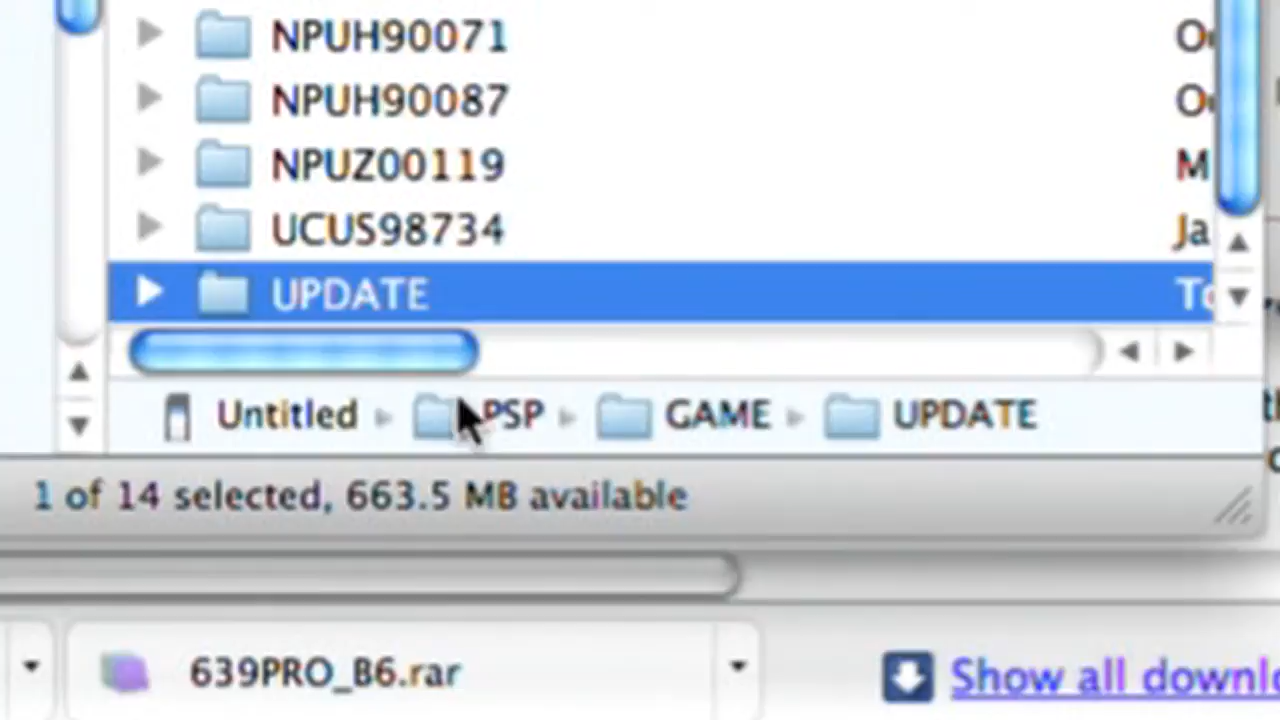 NPUH90071
NPUH90087
NPUZ00119
M
UCUS98734
Ja
UPDATE
Untitled PSP GAME UPDATE
1 of 14 selected, 663.5 MB available
639PRO_B6.rar
Show all downlo